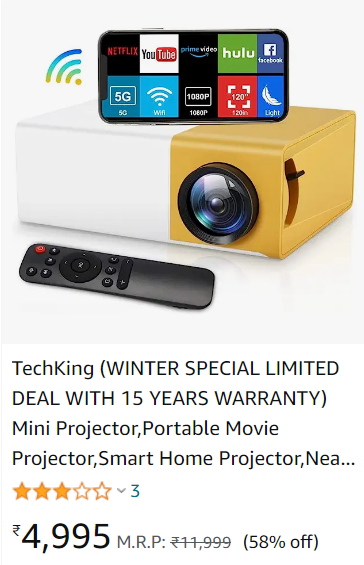 NETFLIX YouTube prime video hulu facebook
5G 1080P 120"
5G Wifi 1080P 120in Light
TechKing (WINTER SPECIAL LIMITED
DEAL WITH 15 YEARS WARRANTY)
Mini Projector,Portable Movie
Projector,Smart Home Projector,Nea...
3
₹4,995 M.R.P: ₹11,999 (58% off)